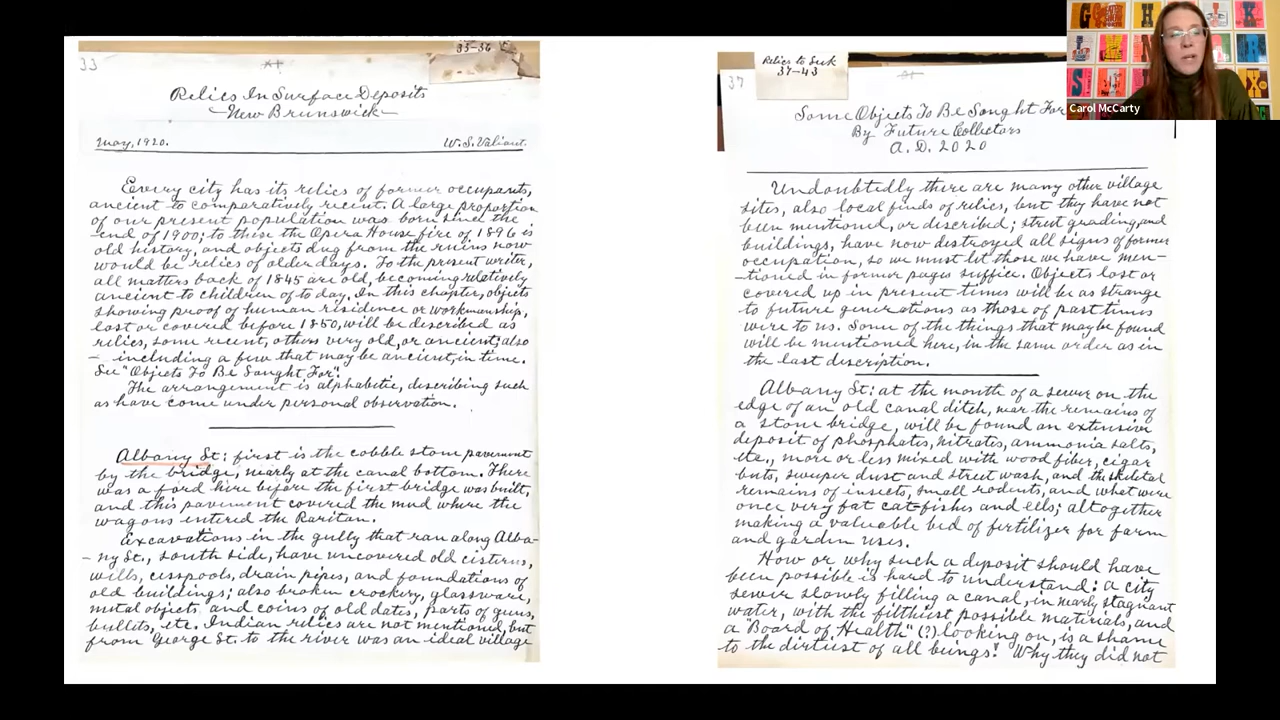 33
33-36
Relics In Surface Deposits
New Brunswick
May, 1920. W. S. Valiant.
Every city has its relics of former occupants,
ancient to comparatively recent. A large proportion
of our present population was born since the
end of 1900; to these the Opera House fire of 1896 is
old history, and objects dug from the ruins now
would be relics of older days. To the present writer,
all matters back of 1845 are old, becoming relatively
ancient to children of to day. In this chapter, objects
showing proof of human residence or workmanship,
lost or covered before 1850, will be described as
relics, some recent, others very old, or ancient; also
- including a few that may be ancient, in time.
See "Objects To Be Sought For".
The arrangement is alphabetic, describing such
as have come under personal observation.
Albany St: first is the cobble stone pavement
by the bridge, nearly at the canal bottom. There
was a ford here before the first bridge was built,
and this pavement covered the mud where the
wagons entered the Raritan.
Excavations in the gully that ran along Alba-
-ny St., south side, have uncovered old cisterns,
wells, cesspools, drain pipes, and foundations of
old buildings; also broken crockery, glassware,
metal objects, and coins of old dates, parts of guns,
bullets, etc. Indian relics are not mentioned, but
from George St. to the river was an ideal village
37
Relics to Seek
37-43
Some Objects To Be Sought For
By Future Collectors
A. D. 2020
Undoubtedly there are many other village
sites, also local finds of relics, but they have not
been mentioned, or described; street grading, and
buildings, have now destroyed all signs of former
occupation, so we must let those we have men-
-tioned in former pages suffice. Objects lost or
covered up in present times will be as strange
to future generations as those of past times
were to us. Some of the things that may be found
will be mentioned here, in the same order as in
the last description.
Albany St: at the mouth of a sewer on the
edge of an old canal ditch, near the remains of
a stone bridge, will be found an extensive
deposit of phosphates, nitrates, ammonia salts,
etc., more or less mixed with wood fiber, cigar
buts, sweeper dust and street wash, and the skeletal
remains of insects, small rodents, and what were
once very fat cat-fishes and eels; altogether
making a valuable bed of fertilizer for farm
and garden uses.
How or why such a deposit should have
been possible is hard to understand: a city
sewer slowly filling a canal, in nearly stagnant
water, with the filthiest possible materials, and
a "Board of Health" (?) looking on, is a shame
to the dirtiest of all beings! Why they did not
Carol McCarty